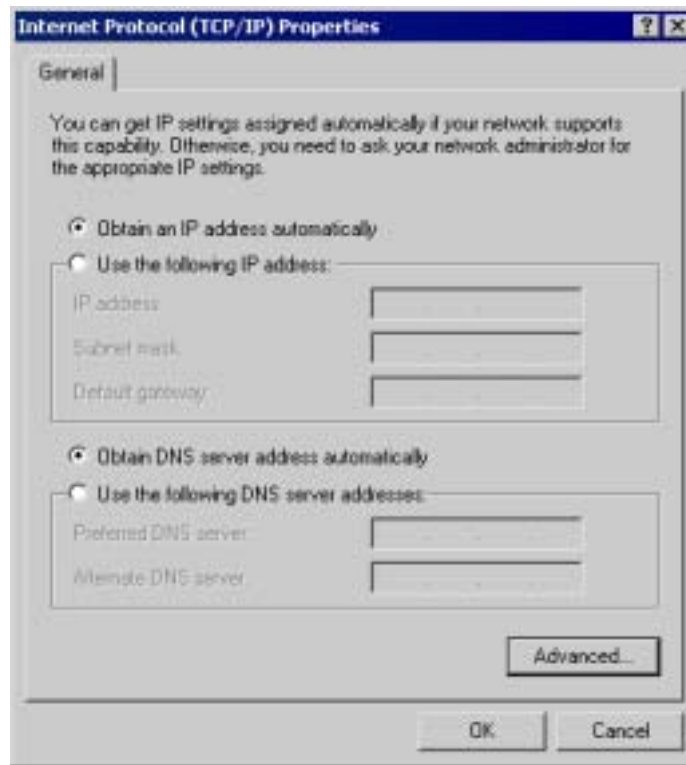 Internet Protocol (TCP/IP) Properties
General
You can get IP settings assigned automatically if your network supports
this capability. Otherwise, you need to ask your network administrator for
the appropriate IP settings.
Obtain an IP address automatically
Use the following IP address:
IP address
Subnet mask
Default gateway
Obtain DNS server address automatically
Use the following DNS server addresses:
Preferred DNS server
Alternate DNS server
Advanced...
OK
Cancel